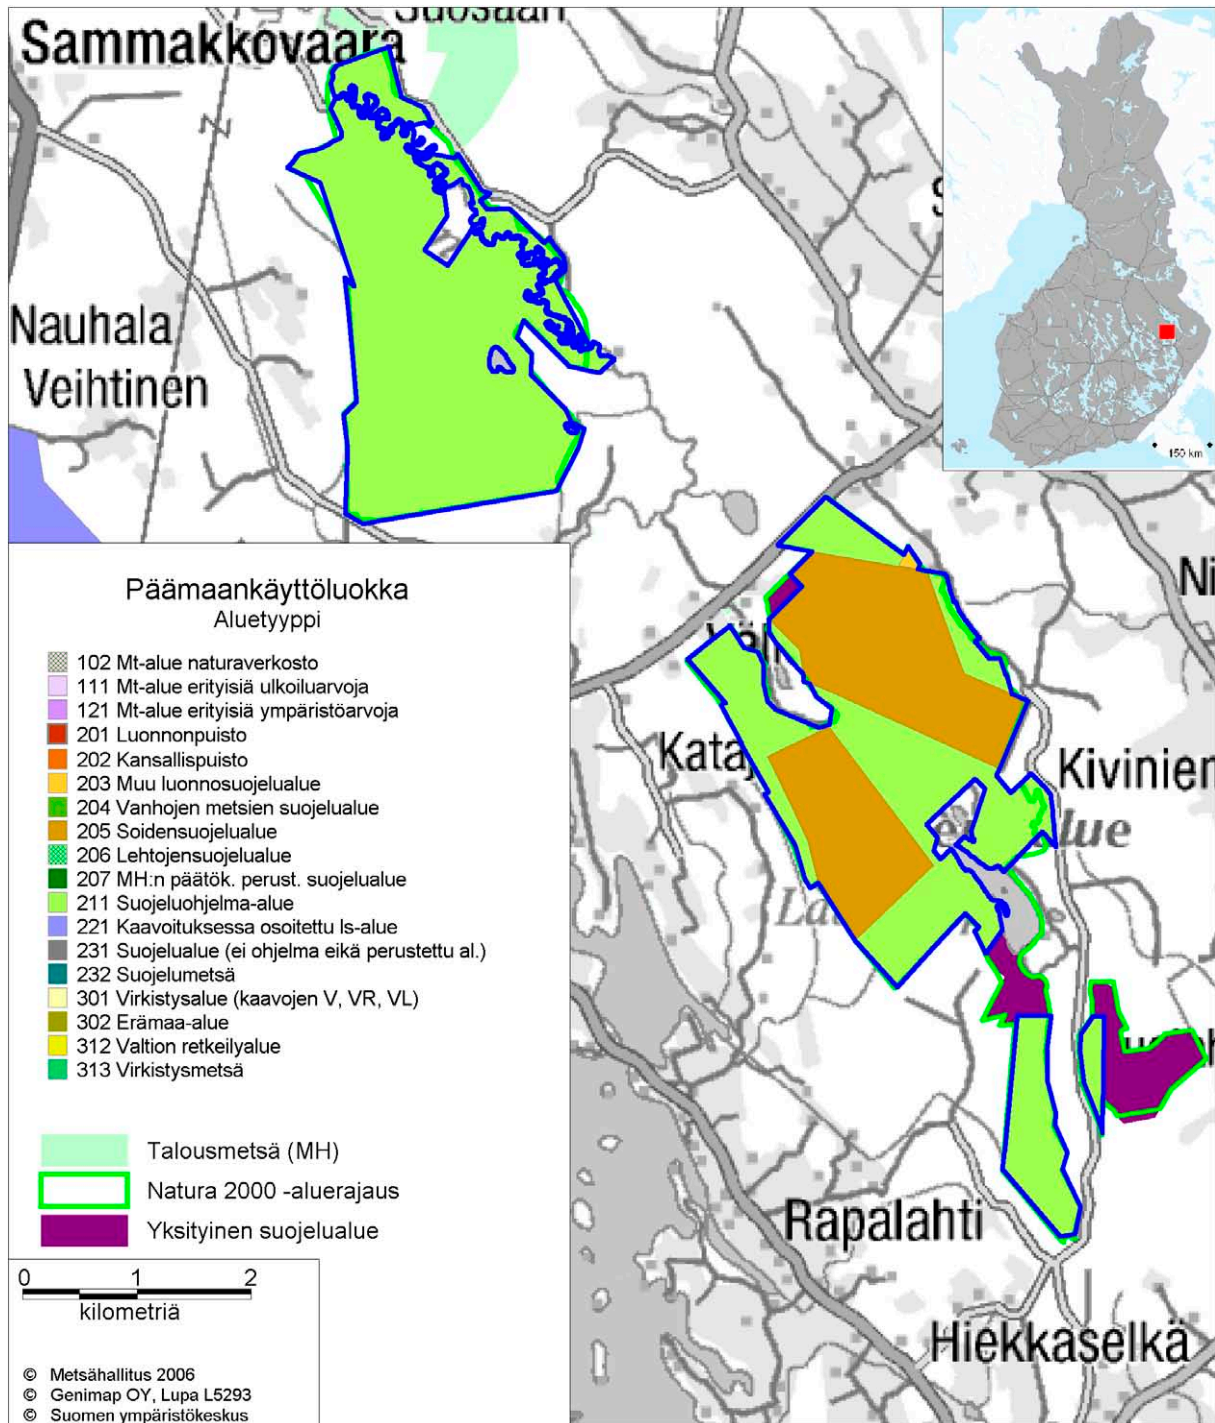 Suosaari
Sammakkovaara
Nauhala
Veihtinen
150 km
Kivinien
lue
Rapalahti
Hiekkaselkä
Päämaankäyttöluokka
Aluetyyppi
102 Mt-alue naturaverkosto
111 Mt-alue erityisiä ulkoiluarvoja
121 Mt-alue erityisiä ympäristöarvoja
201 Luonnonpuisto
202 Kansallispuisto
203 Muu luonnosuojelualue
204 Vanhojen metsien suojelualue
205 Soidensuojelualue
206 Lehtojensuojelualue
207 MH:n päätök. perust. suojelualue
211 Suojeluohjelma-alue
221 Kaavoituksessa osoitettu ls-alue
231 Suojelualue (ei ohjelma eikä perustettu al.)
232 Suojelumetsä
301 Virkistysalue (kaavojen V, VR, VL)
302 Erämaa-alue
312 Valtion retkeilyalue
313 Virkistysmetsä
Talousmetsä (MH)
Natura 2000 -aluerajaus
Yksityinen suojelualue
0 1 2
kilometriä
© Metsähallitus 2006
© Genimap OY, Lupa L5293
© Suomen ympäristökeskus